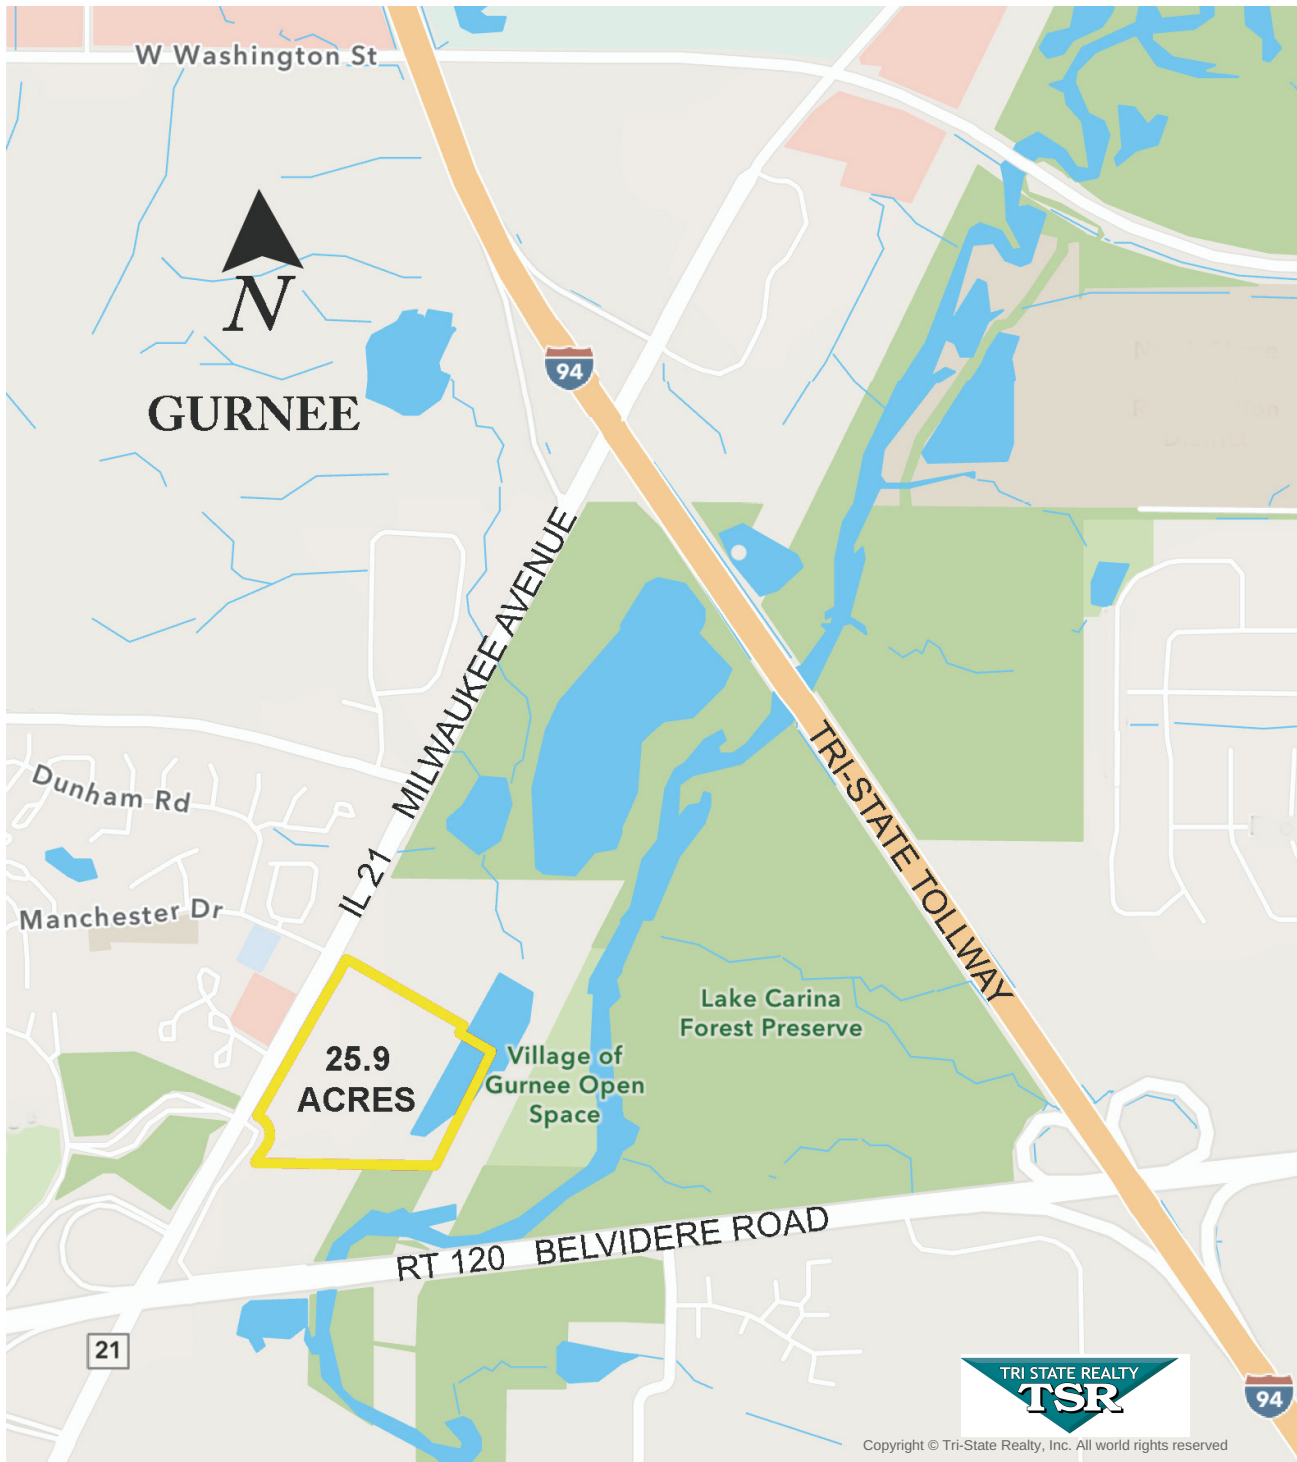 W Washington St
N
94
GURNEE
MILWAUKEE AVENUE
IL 21
Dunham Rd
Manchester Dr
TRI-STATE TOLLWAY
Lake Carina
Forest Preserve
25.9
ACRES
Village of
Gurnee Open
Space
RT 120 BELVIDERE ROAD
21
94
TRI STATE REALTY
TSR
Copyright © Tri-State Realty, Inc. All world rights reserved